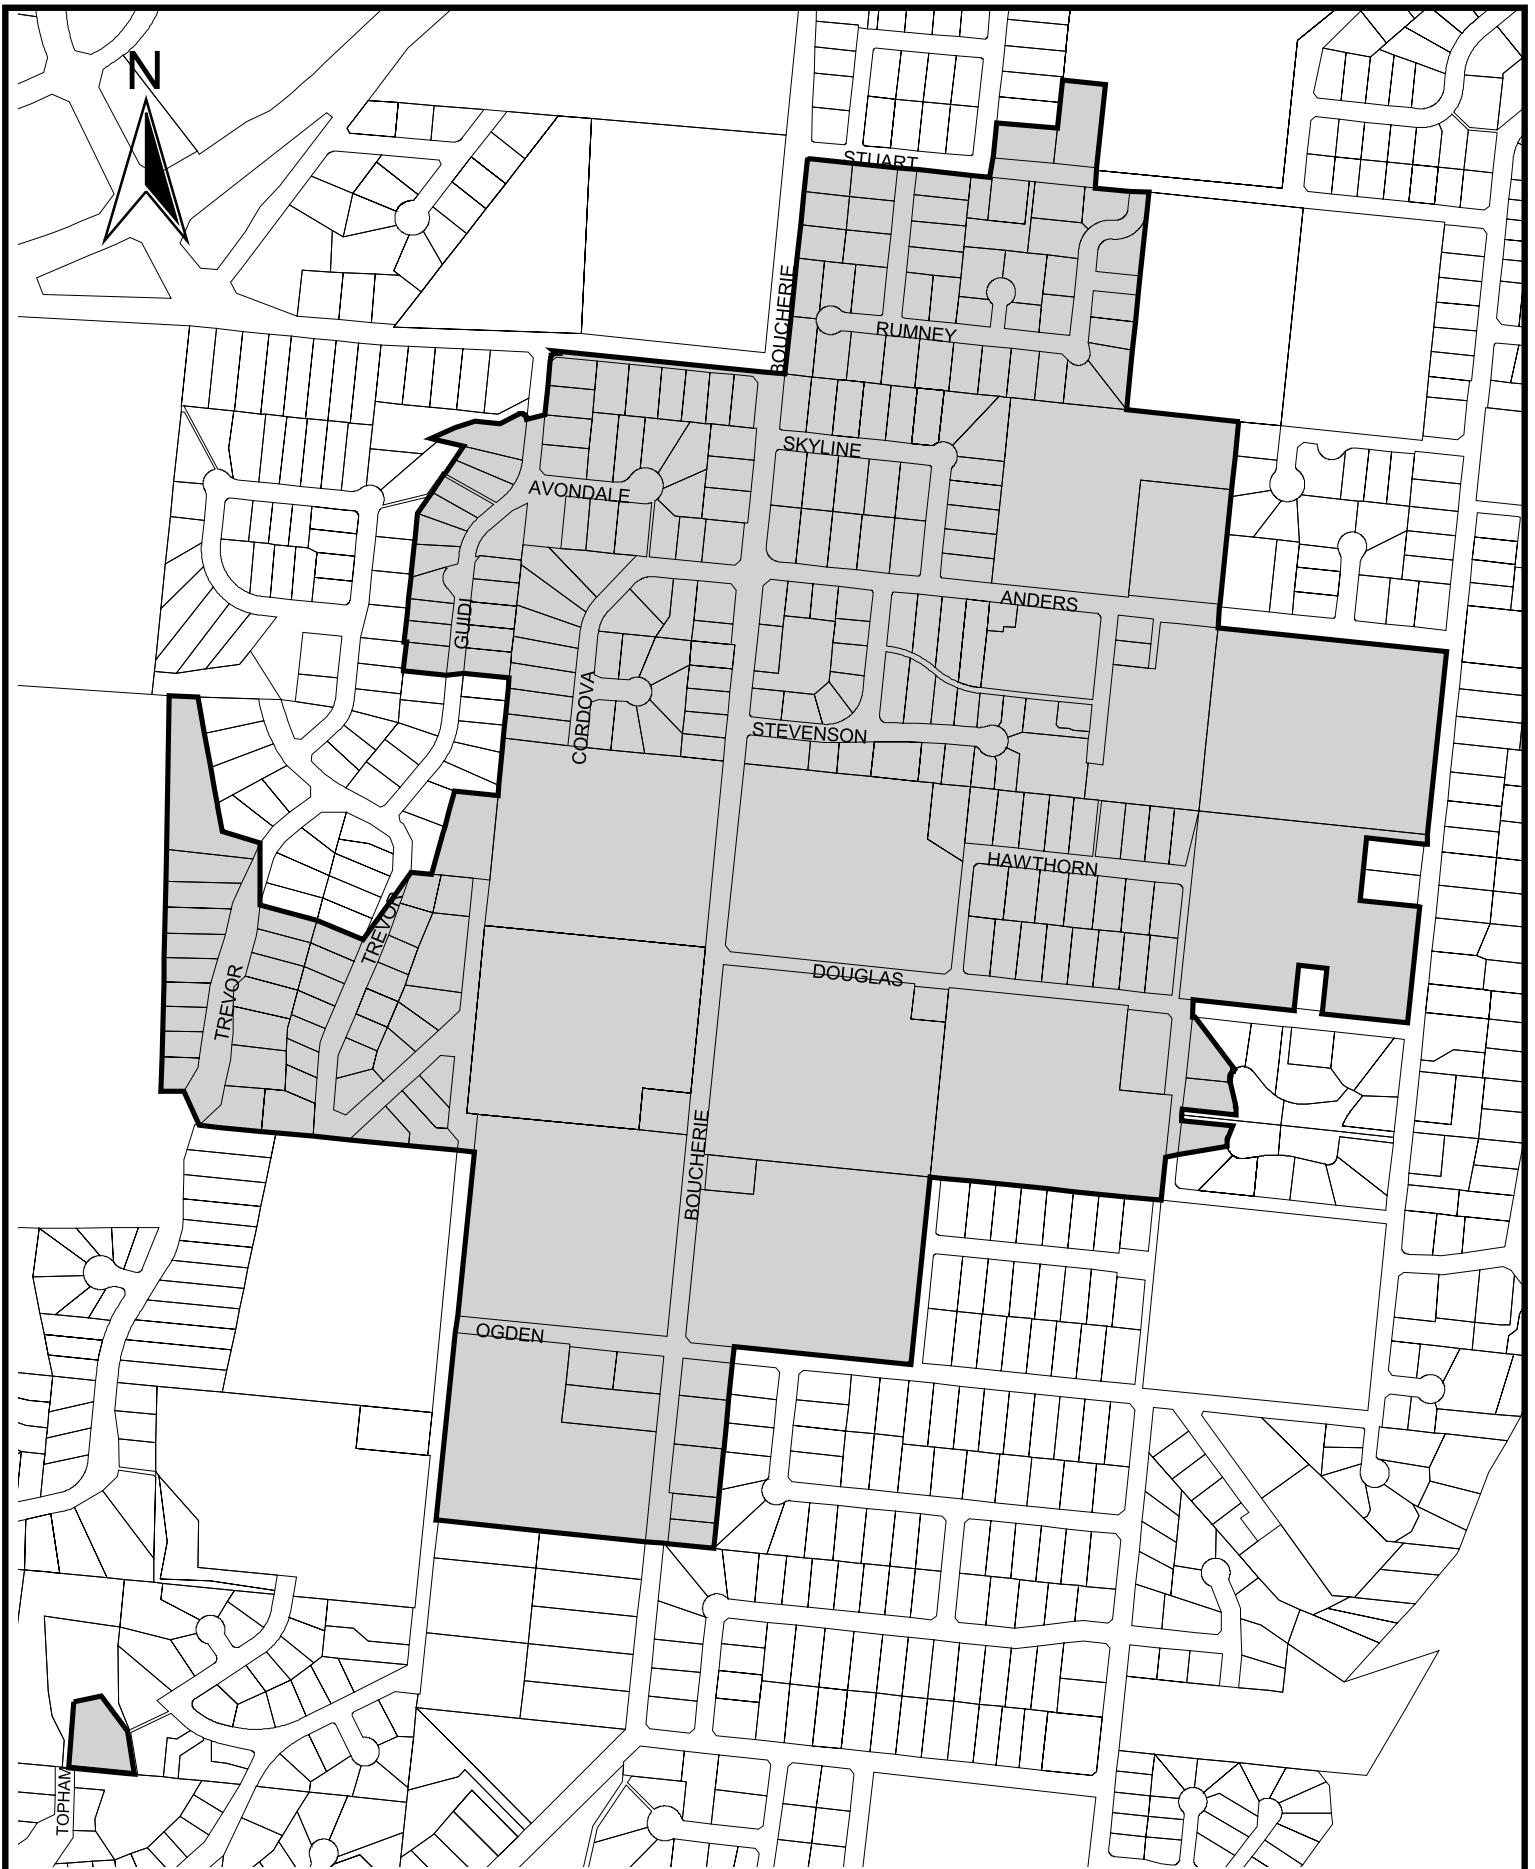 N
STUART
BOUCHERIE
RUMNEY
SKYLINE
AVONDALE
ANDERS
GUIDI
CORDOVA
STEVENSON
HAWTHORN
TREVOR
TREVOR
DOUGLAS
BOUCHERIE
OGDEN
TOPHAM